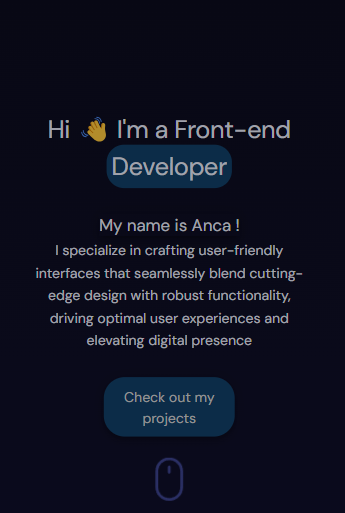 Hi 👋 I'm a Front-end
Developer
My name is Anca !
I specialize in crafting user-friendly
interfaces that seamlessly blend cutting-
edge design with robust functionality,
driving optimal user experiences and
elevating digital presence
Check out my
projects